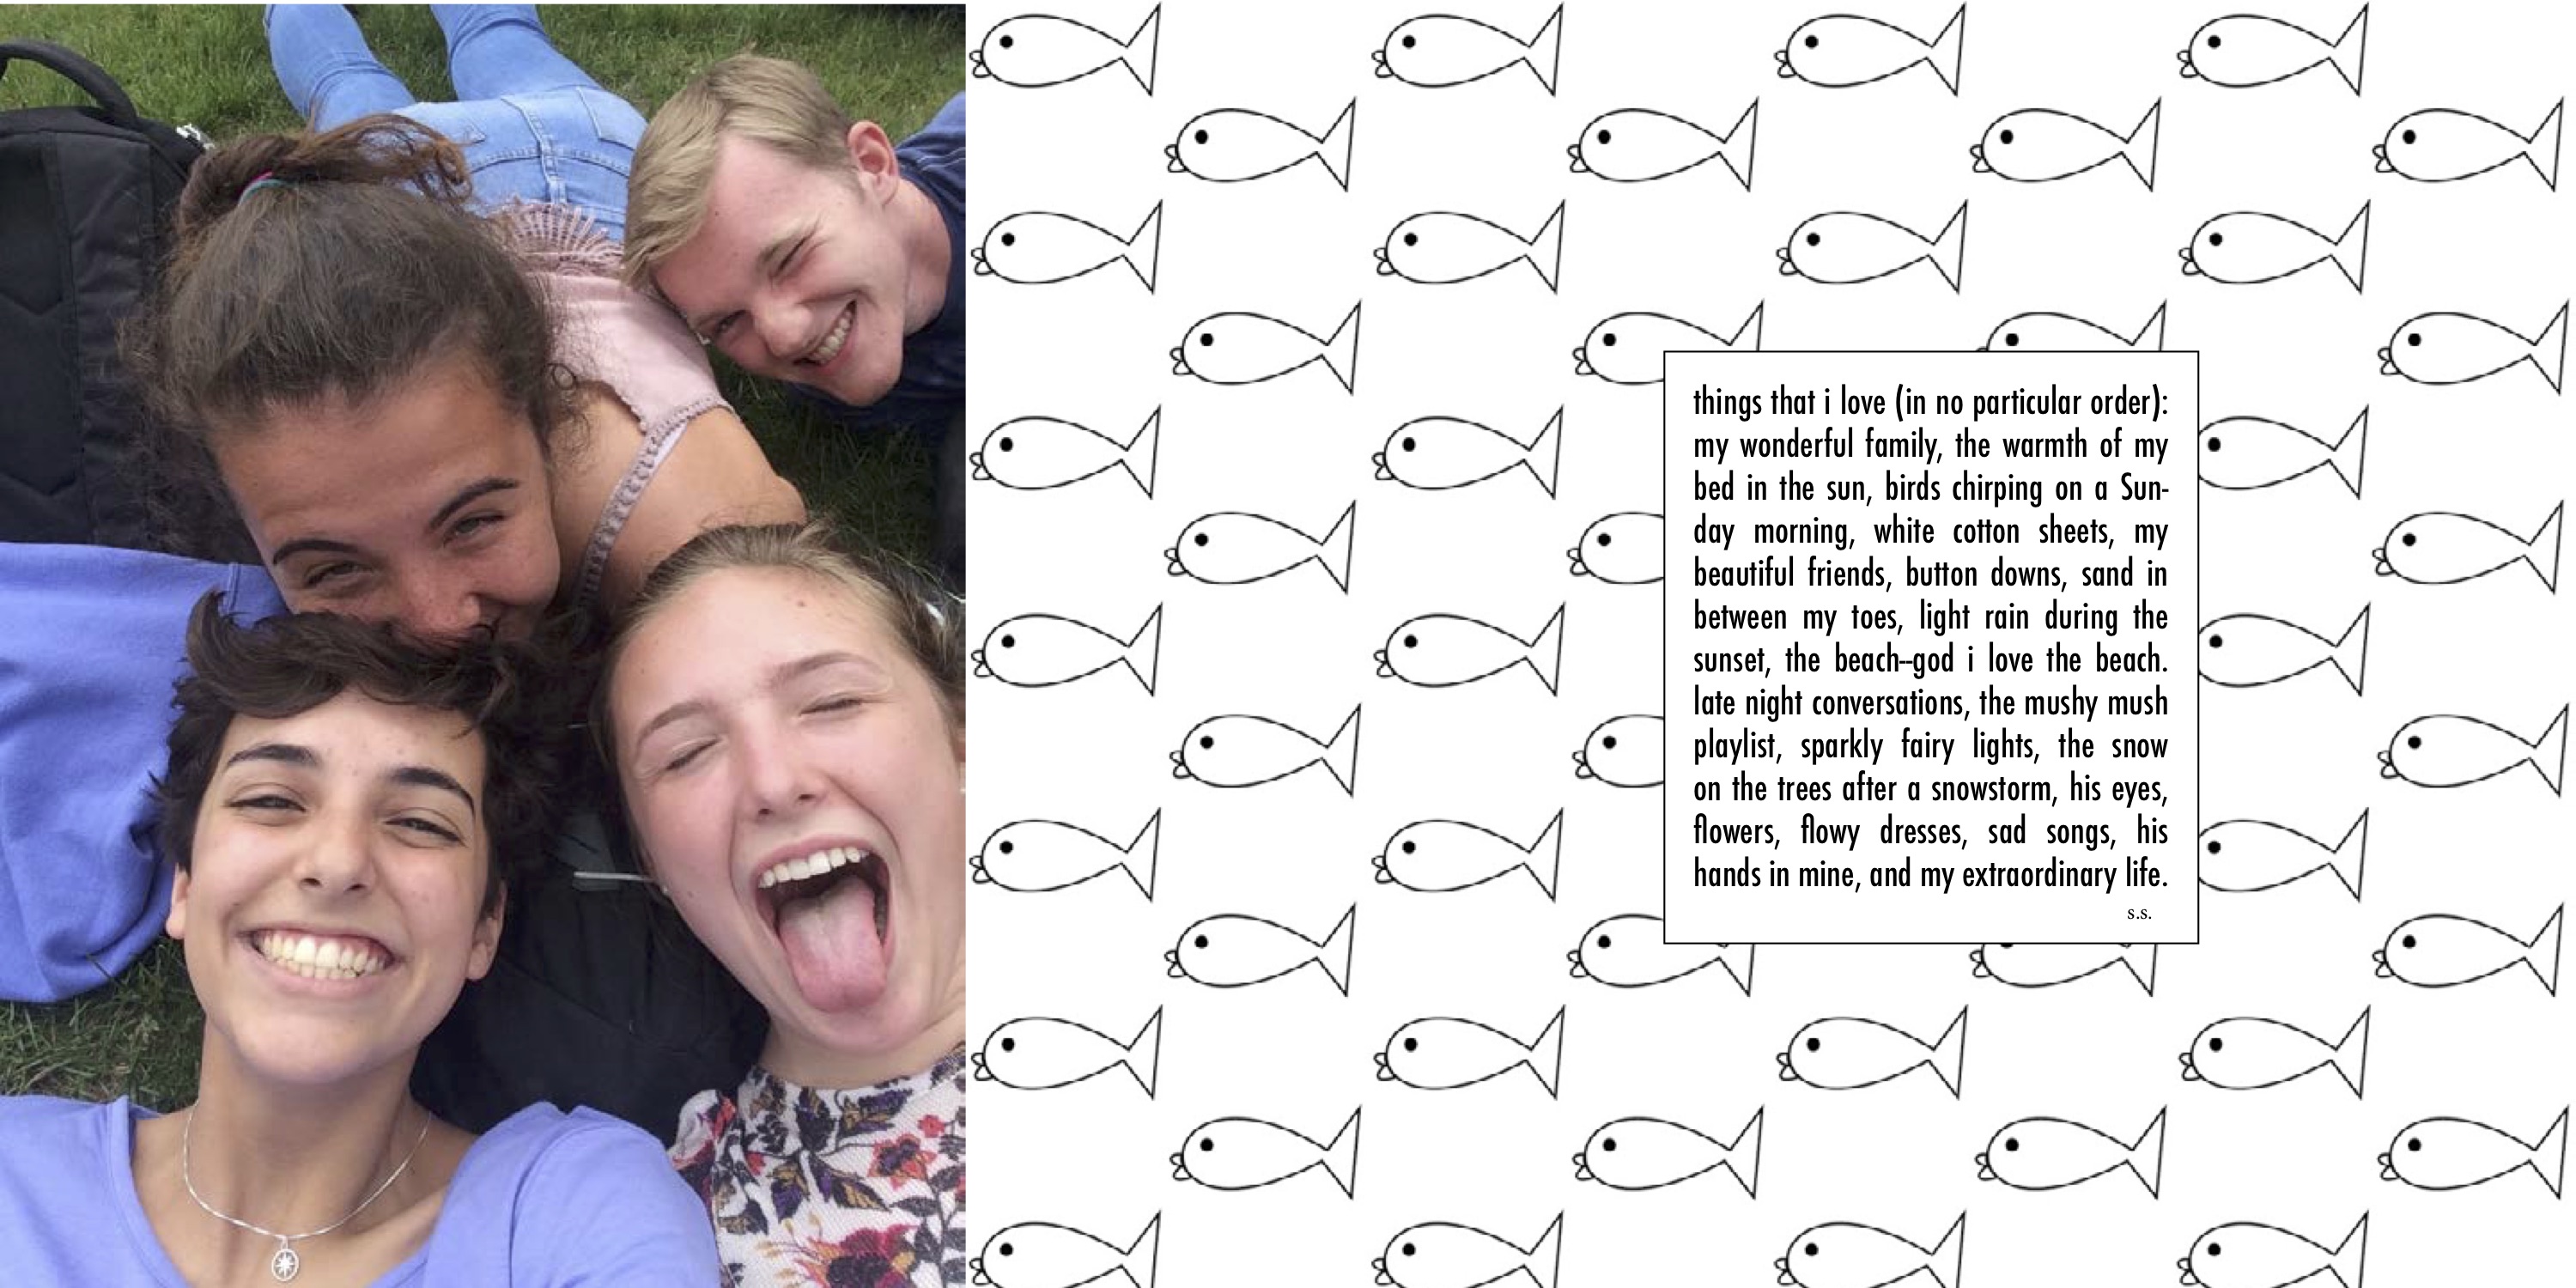 things that i love (in no particular order):
my wonderful family, the warmth of my
bed in the sun, birds chirping on a Sun-
day morning, white cotton sheets, my
beautiful friends, button downs, sand in
between my toes, light rain during the
sunset, the beach--god i love the beach.
late night conversations, the mushy mush
playlist, sparkly fairy lights, the snow
on the trees after a snowstorm, his eyes,
flowers, flowy dresses, sad songs, his
hands in mine, and my extraordinary life.
s.s.